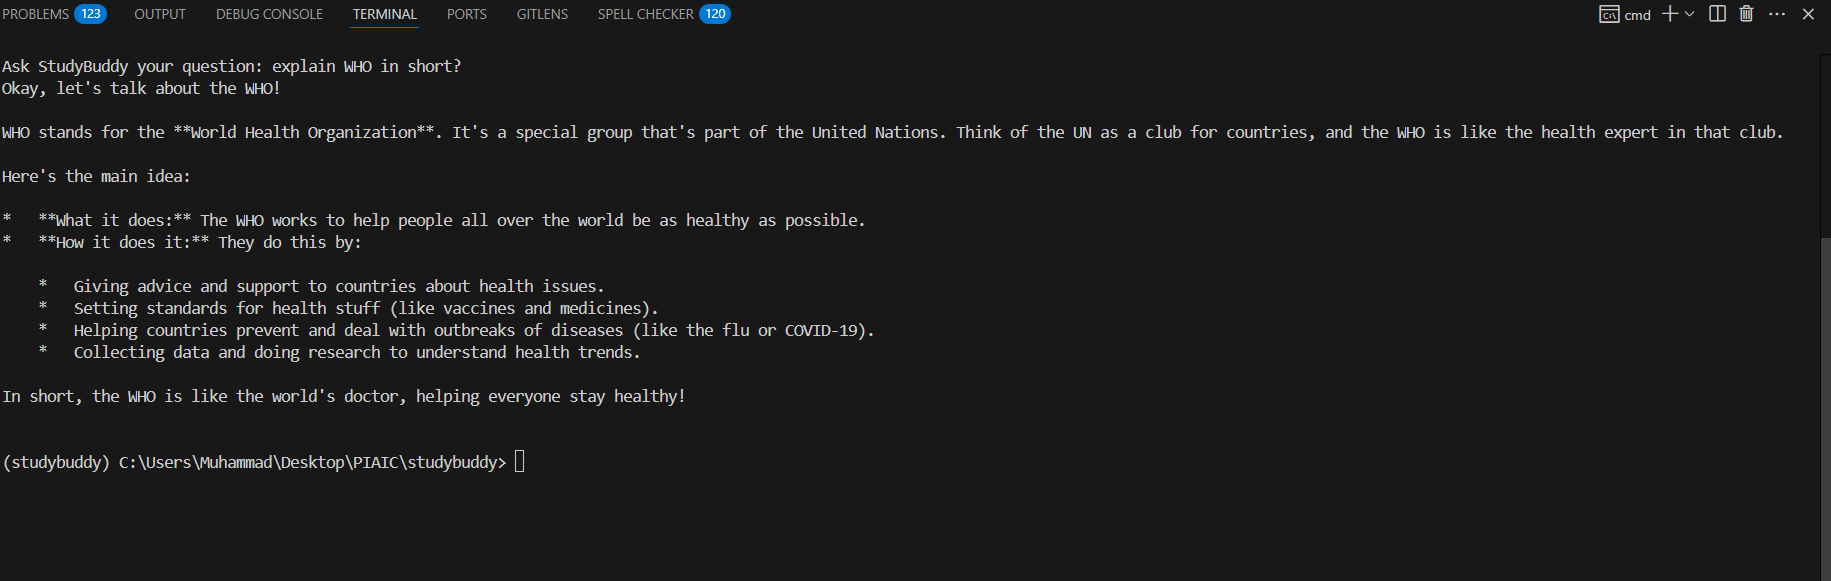 PROBLEMS 123 OUTPUT DEBUG CONSOLE TERMINAL PORTS GITLENS SPELL CHECKER 120 cmd
Ask StudyBuddy your question: explain WHO in short?
Okay, let's talk about the WHO!
WHO stands for the **World Health Organization**. It's a special group that's part of the United Nations. Think of the UN as a club for countries, and the WHO is like the health expert in that club.
Here's the main idea:
*   **What it does:** The WHO works to help people all over the world be as healthy as possible.
*   **How it does it:** They do this by:
    *   Giving advice and support to countries about health issues.
    *   Setting standards for health stuff (like vaccines and medicines).
    *   Helping countries prevent and deal with outbreaks of diseases (like the flu or COVID-19).
    *   Collecting data and doing research to understand health trends.
In short, the WHO is like the world's doctor, helping everyone stay healthy!
(studybuddy) C:\Users\Muhammad\Desktop\PIAIC\studybuddy>